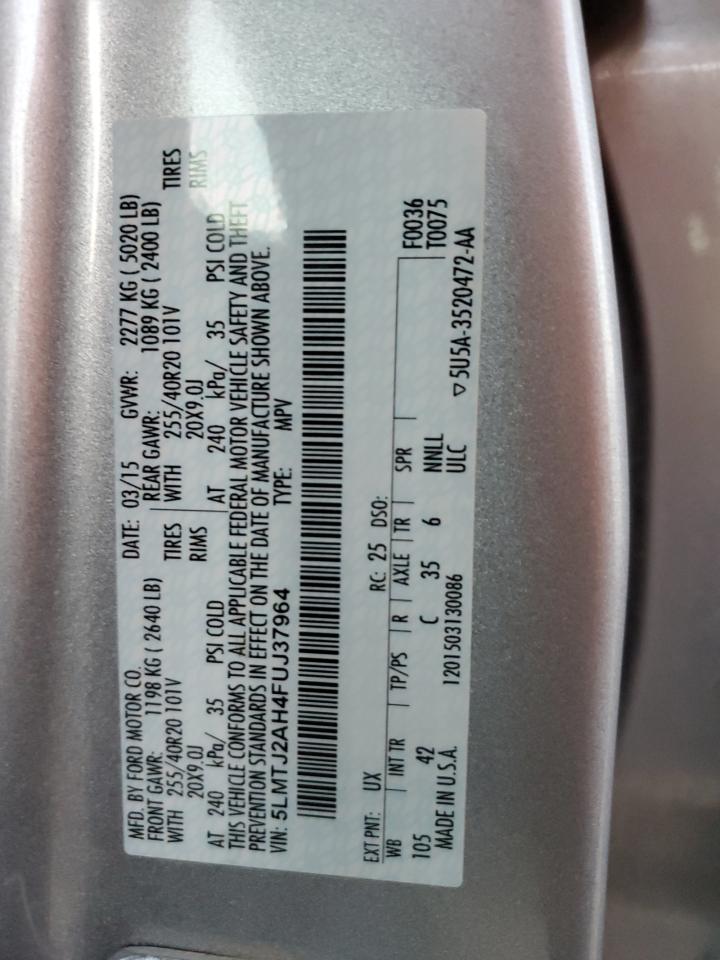 MFD. BY FORD MOTOR CO. DATE: 03/15 GVWR: 2277 KG ( 5020 LB)
FRONT GAWR: 1198 KG ( 2640 LB) REAR GAWR: 1089 KG ( 2400 LB)
WITH 255/40R20 101V TIRES WITH 255/40R20 101V TIRES
20X9.0J RIMS 20X9.0J RIMS
AT 240 kPa/ 35 PSI COLD AT 240 kPa/ 35 PSI COLD
THIS VEHICLE CONFORMS TO ALL APPLICABLE FEDERAL MOTOR VEHICLE SAFETY AND THEFT
PREVENTION STANDARDS IN EFFECT ON THE DATE OF MANUFACTURE SHOWN ABOVE.
VIN: 5LMTJ2AH4FUJ37964 TYPE: MPV
EXT PNT: UX RC: 25 DSO: F0036
WB INT TR TP/PS R AXLE TR SPR T0075
105 42 C 35 6 NNLL
MADE IN U.S.A. 1201503130086 ULC ▽5U5A-3520472-AA